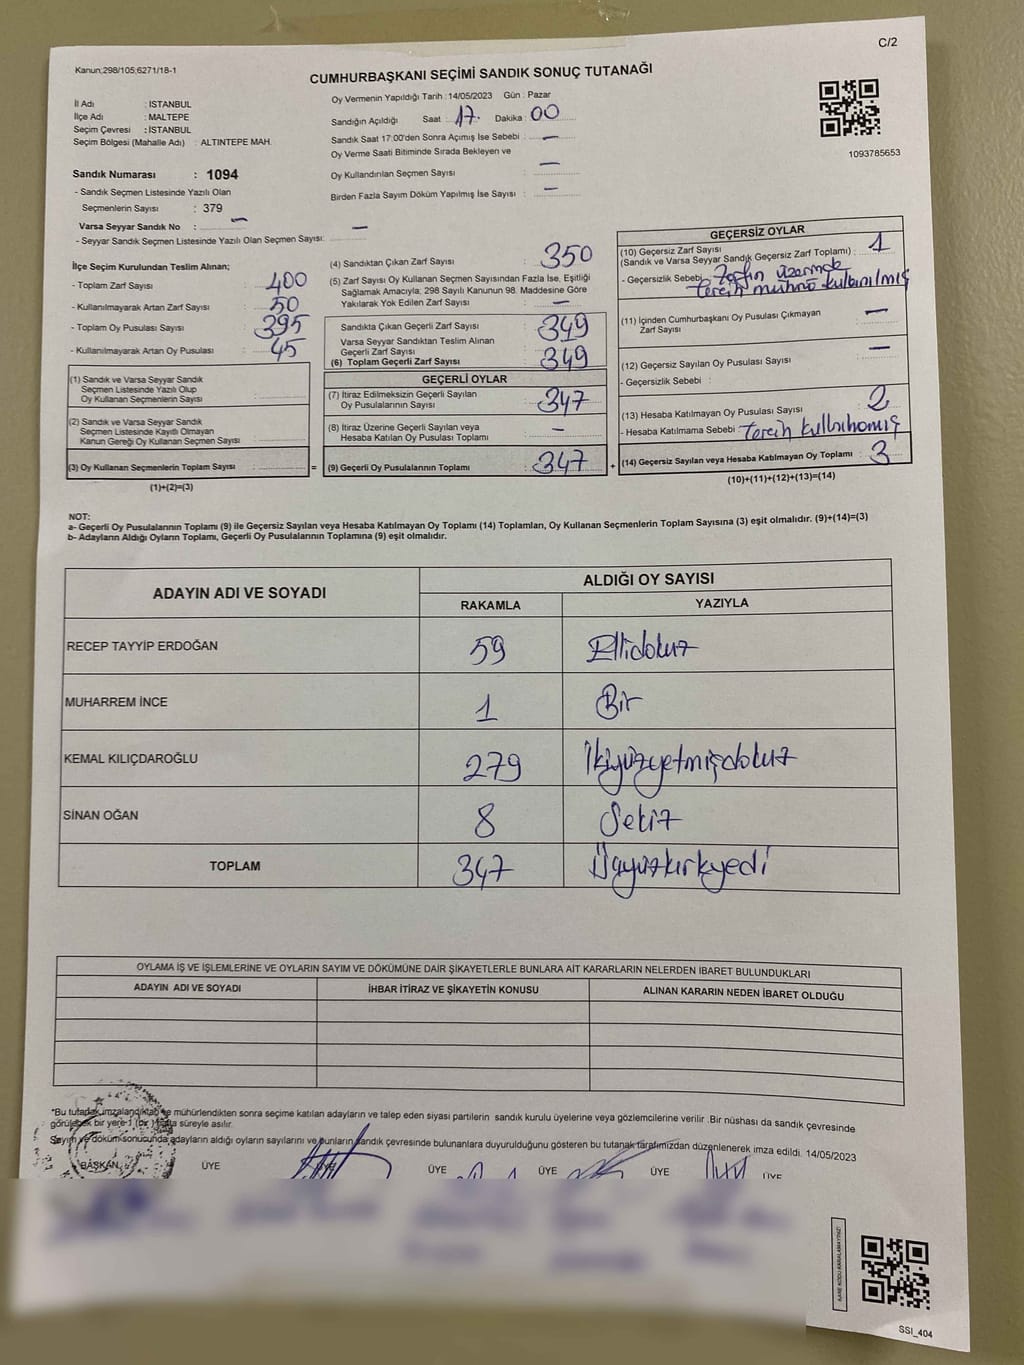 C/2
Kanun;298/105;6271/18-1
CUMHURBAŞKANI SEÇİMİ SANDIK SONUÇ TUTANAĞI
İl Adı : İSTANBUL
İlçe Adı : MALTEPE
Seçim Çevresi : İSTANBUL
Seçim Bölgesi (Mahalle Adı) : ALTINTEPE MAH.
Sandık Numarası : 1094
- Sandık Seçmen Listesinde Yazılı Olan
Seçmenlerin Sayısı : 379
Varsa Seyyar Sandık No : —
- Seyyar Sandık Seçmen Listesinde Yazılı Olan Seçmen Sayısı: —
Oy Vermenin Yapıldığı Tarih : 14/05/2023 Gün : Pazar
Sandığın Açıldığı Saat : 17. Dakika : 00
Sandık Saat 17:00'den Sonra Açımış İse Sebebi : —
Oy Verme Saati Bitiminde Sırada Bekleyen ve
Oy Kullandırılan Seçmen Sayısı : —
Birden Fazla Sayım Döküm Yapılmış İse Sayısı : —
1093785653
İlçe Seçim Kurulundan Teslim Alınan;
- Toplam Zarf Sayısı : 400
- Kullanılmayarak Artan Zarf Sayısı : 50
- Toplam Oy Pusulası Sayısı : 395
- Kullanılmayarak Artan Oy Pusulası : 45
(1) Sandık ve Varsa Seyyar Sandık
Seçmen Listesinde Yazılı Olup
Oy Kullanan Seçmenlerin Sayısı :
(2) Sandık ve Varsa Seyyar Sandık
Seçmen Listesinde Kayıtlı Olmayan
Kanun Gereği Oy Kullanan Seçmen Sayısı :
(3) Oy Kullanan Seçmenlerin Toplam Sayısı :
(1)+(2)=(3)
=
(4) Sandıktan Çıkan Zarf Sayısı : 350
(5) Zarf Sayısı Oy Kullanan Seçmen Sayısından Fazla İse, Eşitliği
Sağlamak Amacıyla; 298 Sayılı Kanunun 98. Maddesine Göre
Yakılarak Yok Edilen Zarf Sayısı : —
Sandıkta Çıkan Geçerli Zarf Sayısı : 349
Varsa Seyyar Sandıktan Teslim Alınan
Geçerli Zarf Sayısı :
(6) Toplam Geçerli Zarf Sayısı : 349
GEÇERLİ OYLAR
(7) İtiraz Edilmeksizin Geçerli Sayılan
Oy Pusulalarının Sayısı : 347
(8) İtiraz Üzerine Geçerli Sayılan veya
Hesaba Katılan Oy Pusulası Toplamı : —
(9) Geçerli Oy Pusulalarının Toplamı : 347
+
GEÇERSİZ OYLAR
(10) Geçersiz Zarf Sayısı
(Sandık ve Varsa Seyyar Sandık Geçersiz Zarf Toplamı) : 1
- Geçersizlik Sebebi : Zarfın üzerinde
tercih mührü kullanılmış
(11) İçinden Cumhurbaşkanı Oy Pusulası Çıkmayan
Zarf Sayısı : —
(12) Geçersiz Sayılan Oy Pusulası Sayısı : —
- Geçersizlik Sebebi :
(13) Hesaba Katılmayan Oy Pusulası Sayısı : 2
- Hesaba Katılmama Sebebi : tercih kullanılmamış
(14) Geçersiz Sayılan veya Hesaba Katılmayan Oy Toplamı : 3
(10)+(11)+(12)+(13)=(14)
NOT:
a- Geçerli Oy Pusulalarının Toplamı (9) ile Geçersiz Sayılan veya Hesaba Katılmayan Oy Toplamı (14) Toplamları, Oy Kullanan Seçmenlerin Toplam Sayısına (3) eşit olmalıdır. (9)+(14)=(3)
b- Adayların Aldığı Oyların Toplamı, Geçerli Oy Pusulalarının Toplamına (9) eşit olmalıdır.
ADAYIN ADI VE SOYADI
ALDIĞI OY SAYISI
RAKAMLA YAZIYLA
RECEP TAYYİP ERDOĞAN 59 Ellidokuz
MUHARREM İNCE 1 Bir
KEMAL KILIÇDAROĞLU 279 İkiyüzyetmişdokuz
SİNAN OĞAN 8 Sekiz
TOPLAM 347 Üçyüzkırkyedi
OYLAMA İŞ VE İŞLEMLERİNE VE OYLARIN SAYIM VE DÖKÜMÜNE DAİR ŞİKAYETLERLE BUNLARA AİT KARARLARIN NELERDEN İBARET BULUNDUKLARI
ADAYIN ADI VE SOYADI İHBAR İTİRAZ VE ŞİKAYETİN KONUSU ALINAN KARARIN NEDEN İBARET OLDUĞU
*Bu tutanak imzalandıktan ve mühürlendikten sonra seçime katılan adayların ve talep eden siyasi partilerin sandık kurulu üyelerine veya gözlemcilerine verilir .Bir nüshası da sandık çevresinde
görülebilek bir yere 1 (bir ) hafta süreyle asılır.
Sayım ve döküm sonucunda adayların aldığı oyların sayılarını ve bunların sandık çevresinde bulunanlara duyurulduğunu gösteren bu tutanak tarafımızdan düzenlenerek imza edildi. 14/05/2023
BAŞKAN ÜYE ÜYE ÜYE ÜYE ÜYE ÜYE
SSI_404